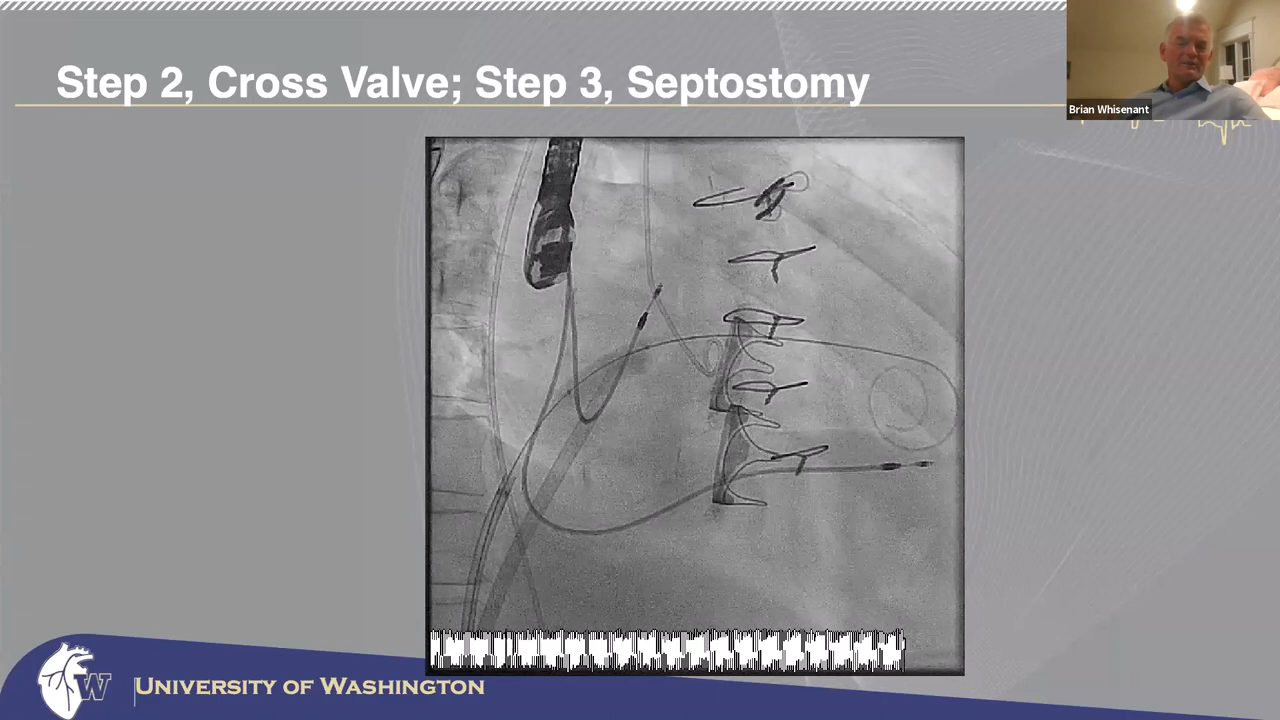 Step 2, Cross Valve; Step 3, Septostomy
Brian Whisenant
W
UNIVERSITY OF WASHINGTON